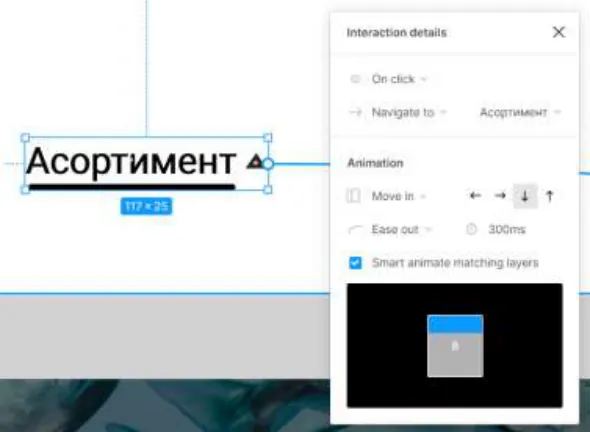 Interaction details
On click
Navigate to Асортимент
Асортимент
117 × 25
Animation
Move in
Ease out 300ms
Smart animate matching layers